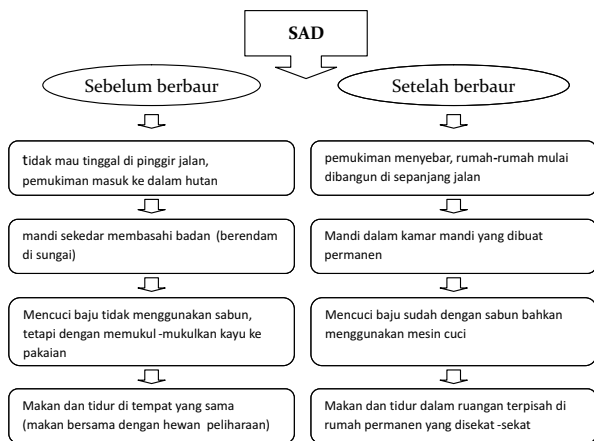 SAD
Sebelum berbaur
tidak mau tinggal di pinggir jalan,
pemukiman masuk ke dalam hutan
mandi sekedar membasahi badan (berendam
di sungai)
Mencuci baju tidak menggunakan sabun,
tetapi dengan memukul-mukulkan kayu ke
pakaian
Makan dan tidur di tempat yang sama
(makan bersama dengan hewan peliharaan)
Setelah berbaur
pemukiman menyebar, rumah-rumah mulai
dibangun di sepanjang jalan
Mandi dalam kamar mandi yang dibuat
permanen
Mencuci baju sudah dengan sabun bahkan
menggunakan mesin cuci
Makan dan tidur dalam ruangan terpisah di
rumah permanen yang disekat-sekat